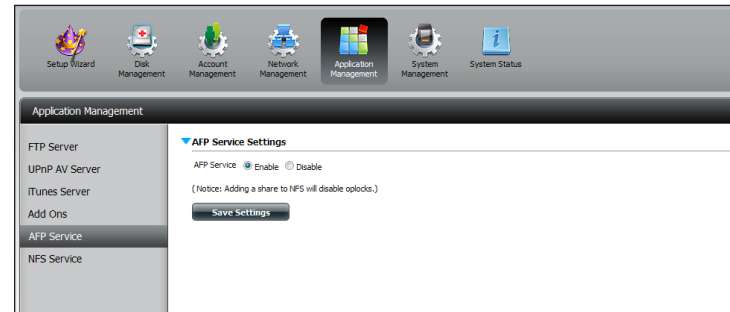 Setup Wizard
Disk Management
Account Management
Network Management
Application Management
System Management
System Status
Application Management
FTP Server
UPnP AV Server
iTunes Server
Add Ons
AFP Service
NFS Service
AFP Service Settings
AFP Service Enable Disable
(Notice: Adding a share to NFS will disable oplocks.)
Save Settings